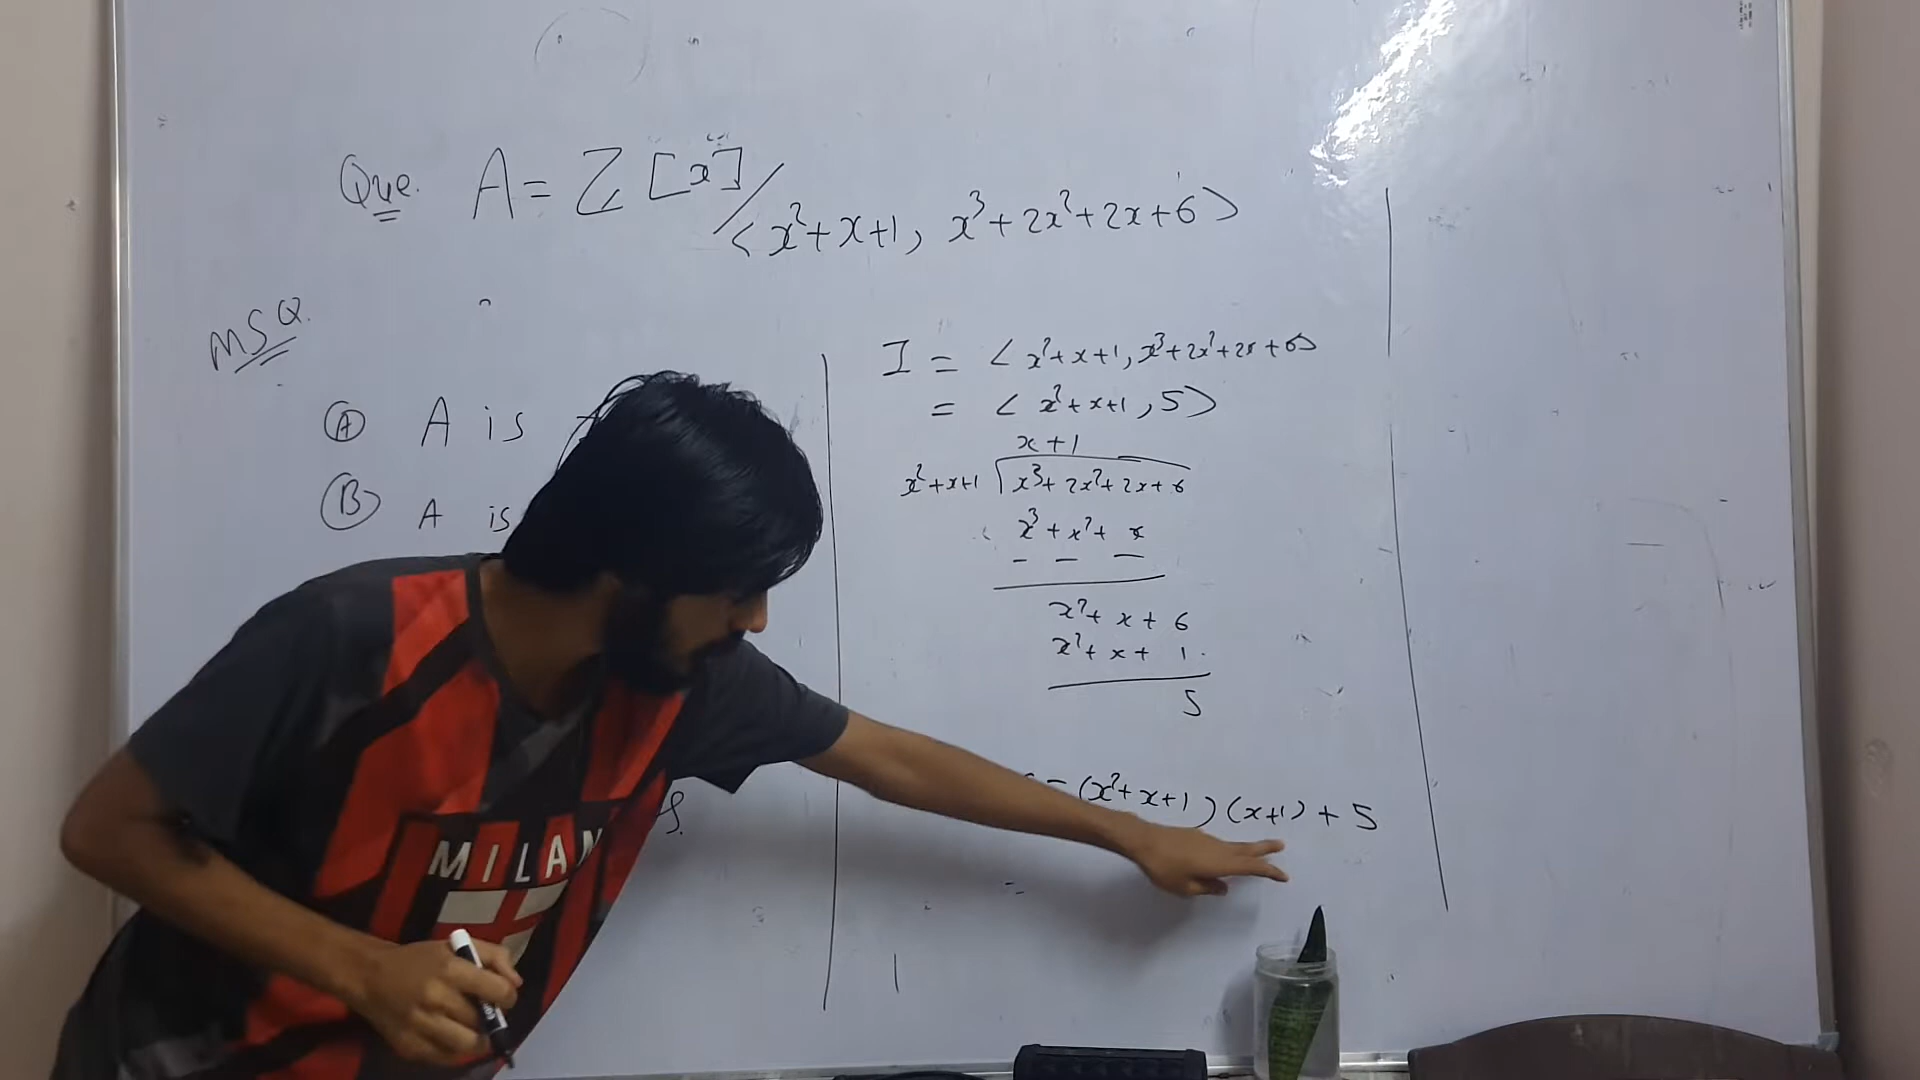 Que. A = Z[x]/<x²+x+1, x³+2x²+2x+6>
MSQ.
Ⓐ A is
Ⓑ A is
I = <x²+x+1, x³+2x²+2x+6>
= <x²+x+1, 5>
x+1
x²+x+1 x³+2x²+2x+6
x³+x²+x
− − −
x²+x+6
x²+x+1
5
= (x²+x+1)(x+1)+5
=
MILAN